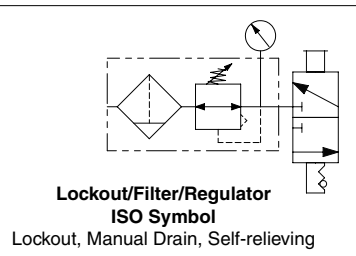 Lockout/Filter/Regulator
ISO Symbol
Lockout, Manual Drain, Self-relieving